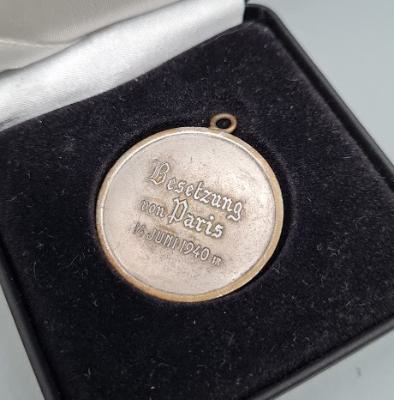 Besetzung
von Paris
14 JUNI 1940